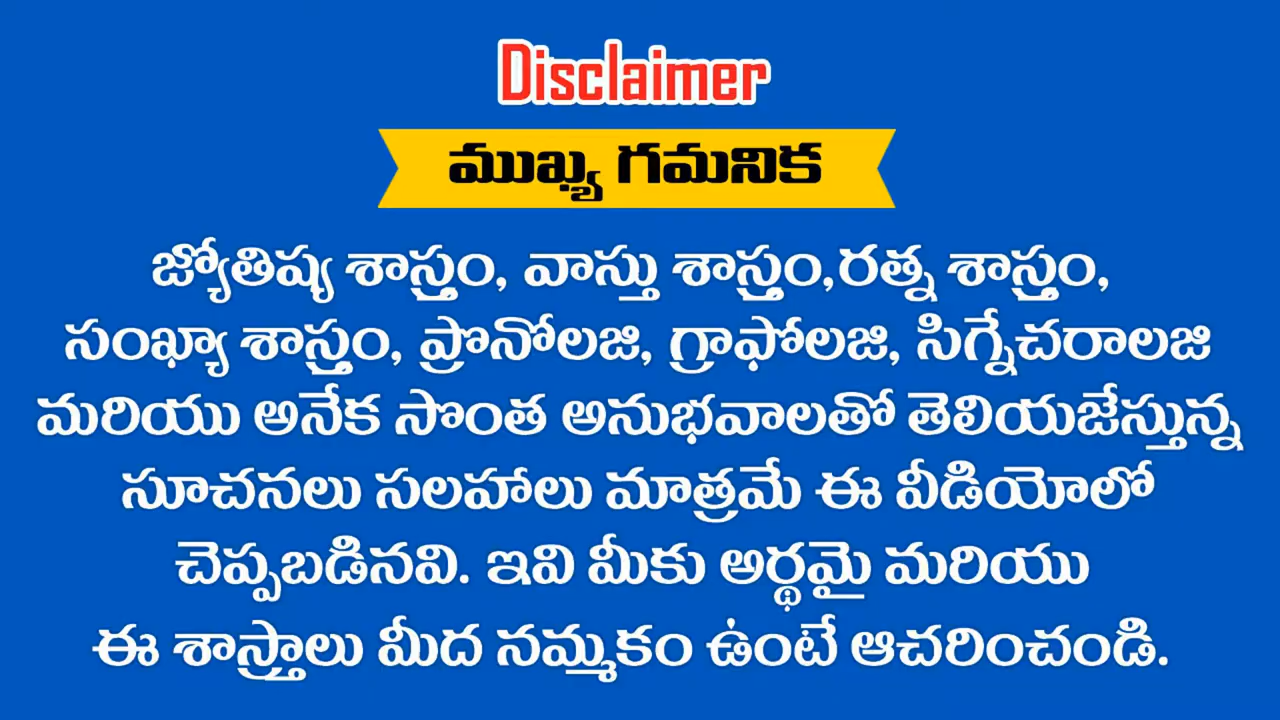 Disclaimer
ముఖ్య గమనిక
జ్యోతిష్య శాస్త్రం, వాస్తు శాస్త్రం,రత్న శాస్త్రం,
సంఖ్యా శాస్త్రం, ప్రొనోలజి, గ్రాఫోలజి, సిగ్నేచరాలజి
మరియు అనేక సొంత అనుభవాలతో తెలియజేస్తున్న
సూచనలు సలహాలు మాత్రమే ఈ వీడియోలో
చెప్పబడినవి. ఇవి మీకు అర్థమై మరియు
ఈ శాస్త్రాలు మీద నమ్మకం ఉంటే ఆచరించండి.